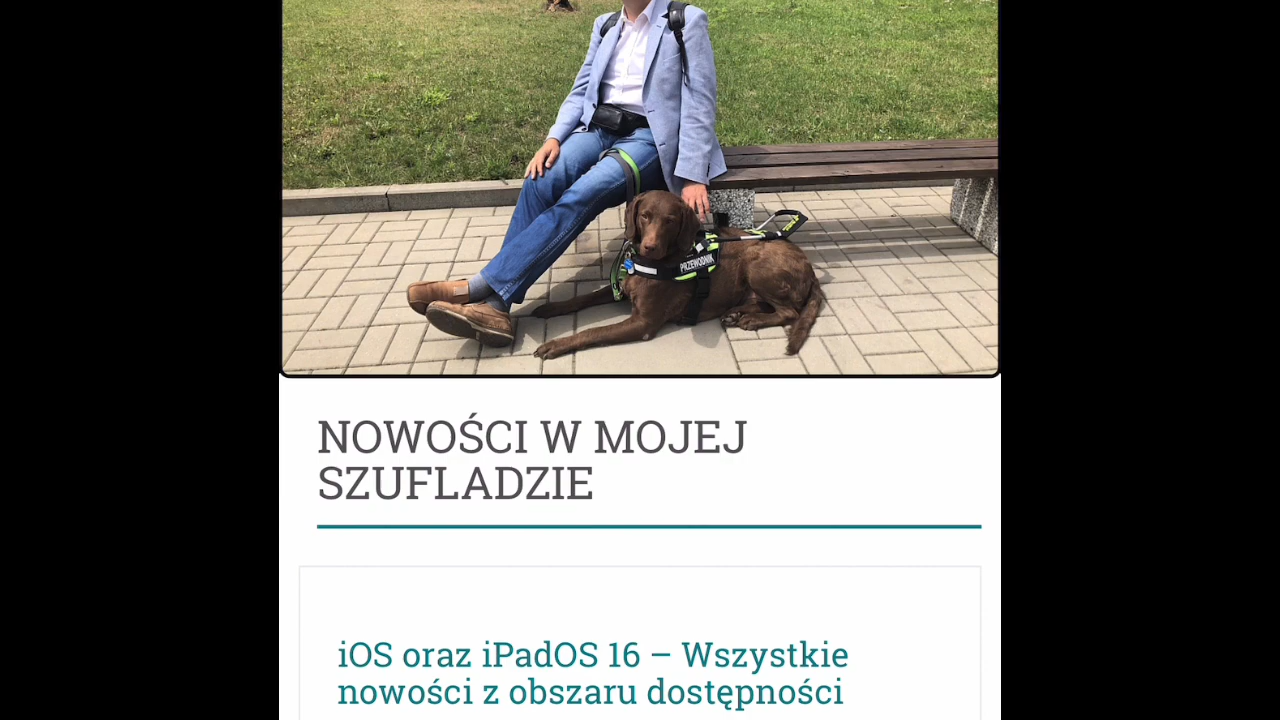 PRZEWODNIK
NOWOŚCI W MOJEJ
SZUFLADZIE
iOS oraz iPadOS 16 – Wszystkie
nowości z obszaru dostępności